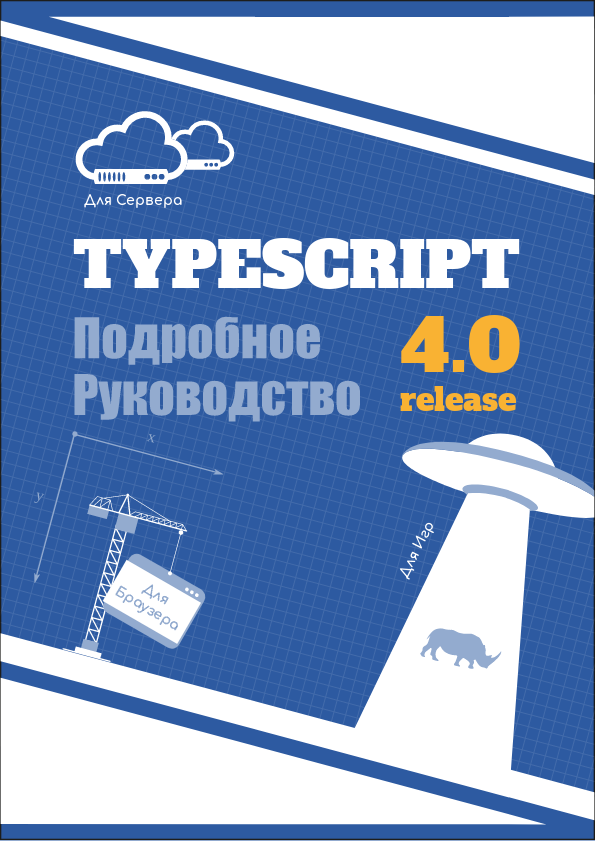 Для Сервера
TYPESCRIPT
Подробное
Руководство
4.0
release
x
y
Для Игр
Для
Браузера